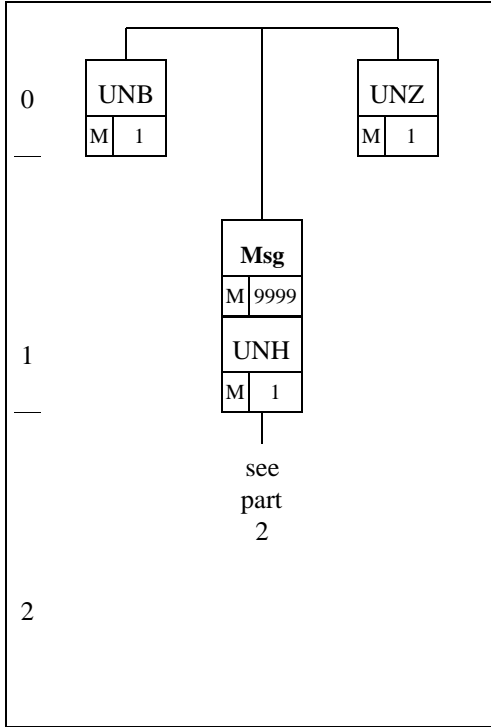 0 UNB UNZ
M 1 M 1
Msg
M 9999
1 UNH
M 1
see
part
2
2